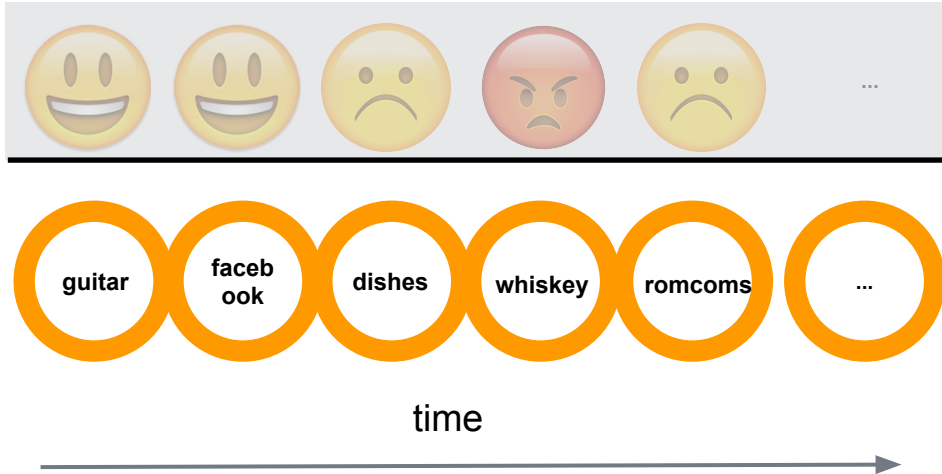 ...
guitar
faceb
ook
dishes
whiskey
romcoms
...
time